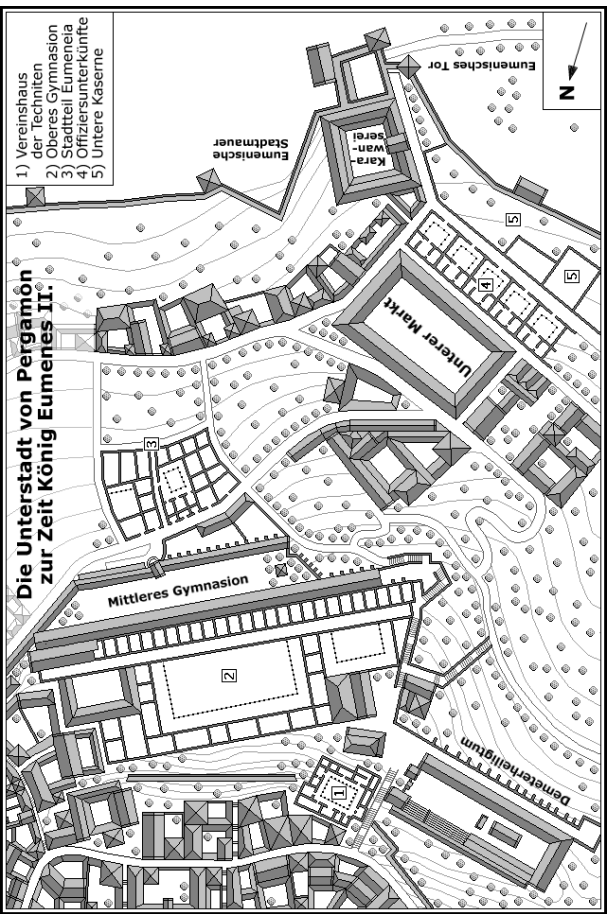 Die Unterstadt von Pergamon
zur Zeit König Eumenes II.
1) Vereinshaus
der Techniten
2) Oberes Gymnasion
3) Stadtteil Eumeneia
4) Offiziersunterkünfte
5) Untere Kaserne
N
Eumenisches Tor
Eumenische
Stadtmauer
Kara-
wan-
serei
5
5
4
Unterer Markt
3
Mittleres Gymnasion
2
1
Demeterheiligtum